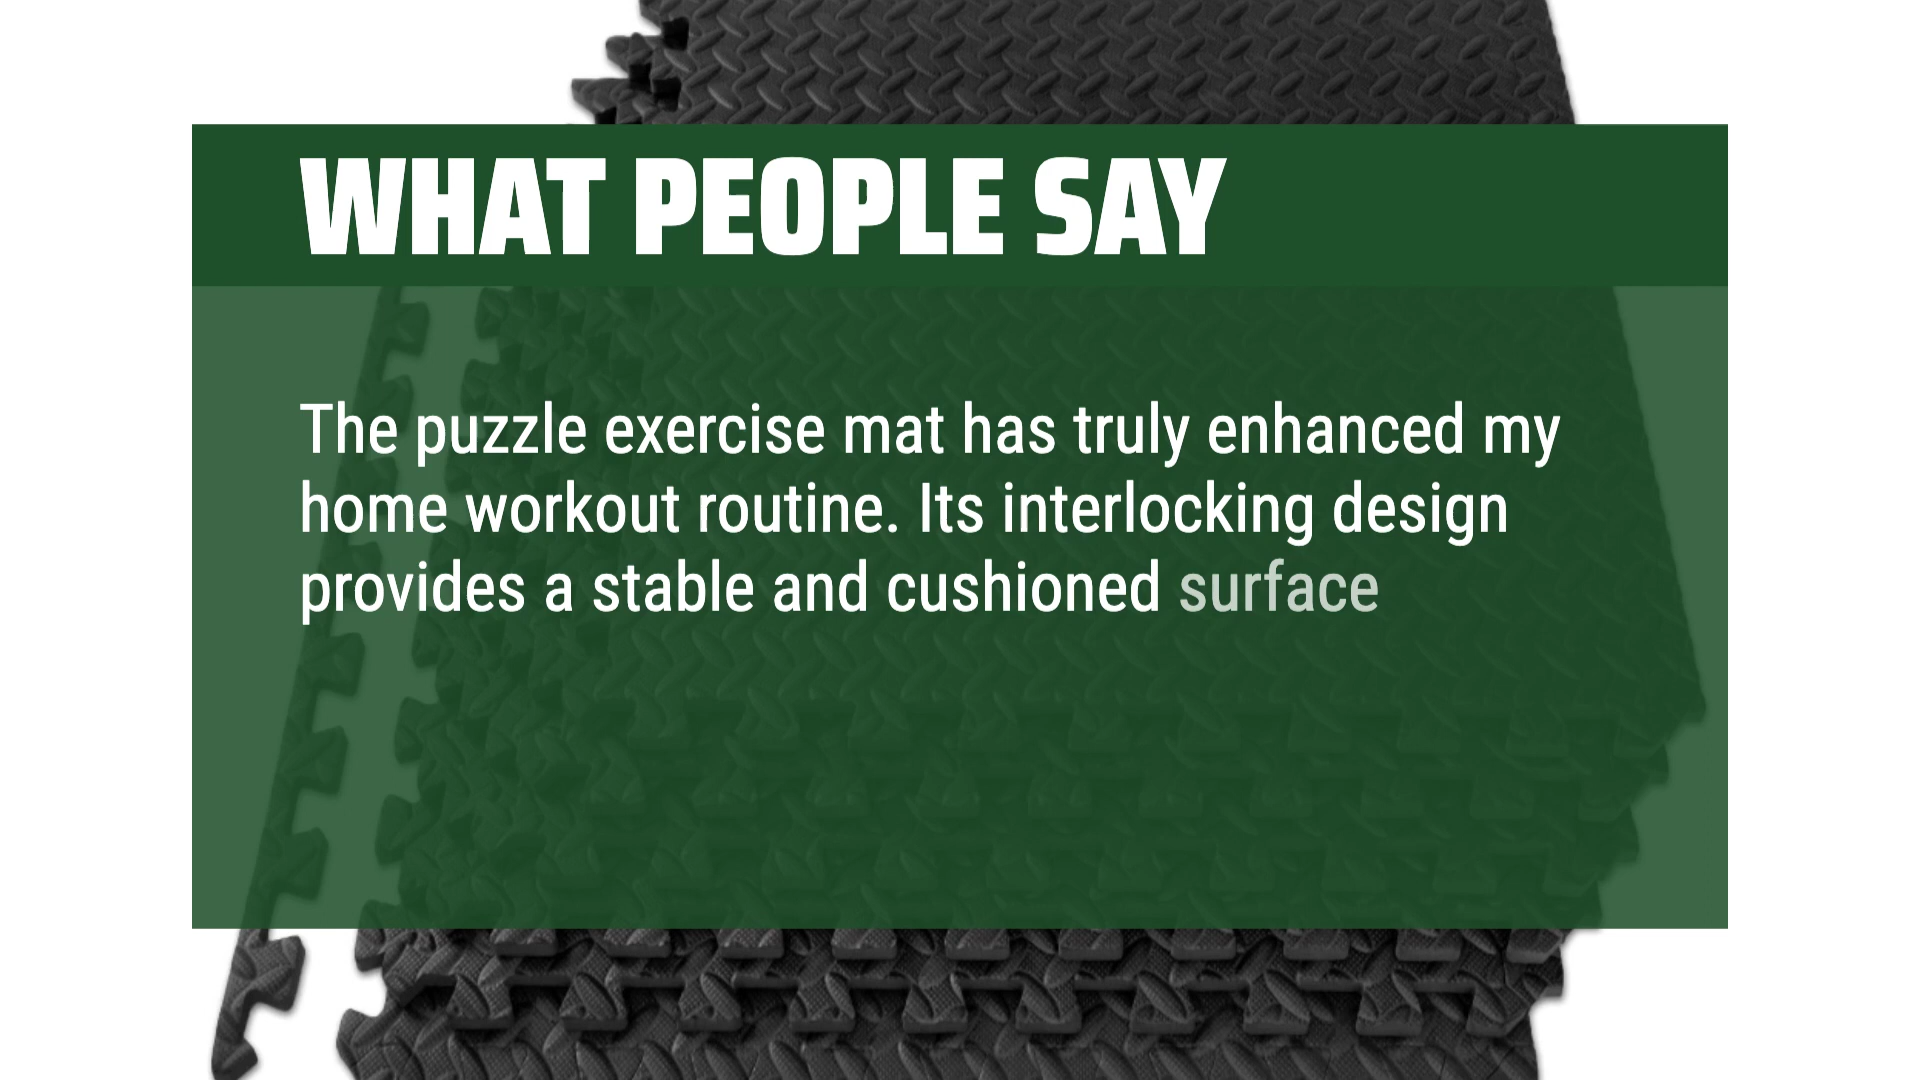 WHAT PEOPLE SAY
The puzzle exercise mat has truly enhanced my
home workout routine. Its interlocking design
provides a stable and cushioned surface